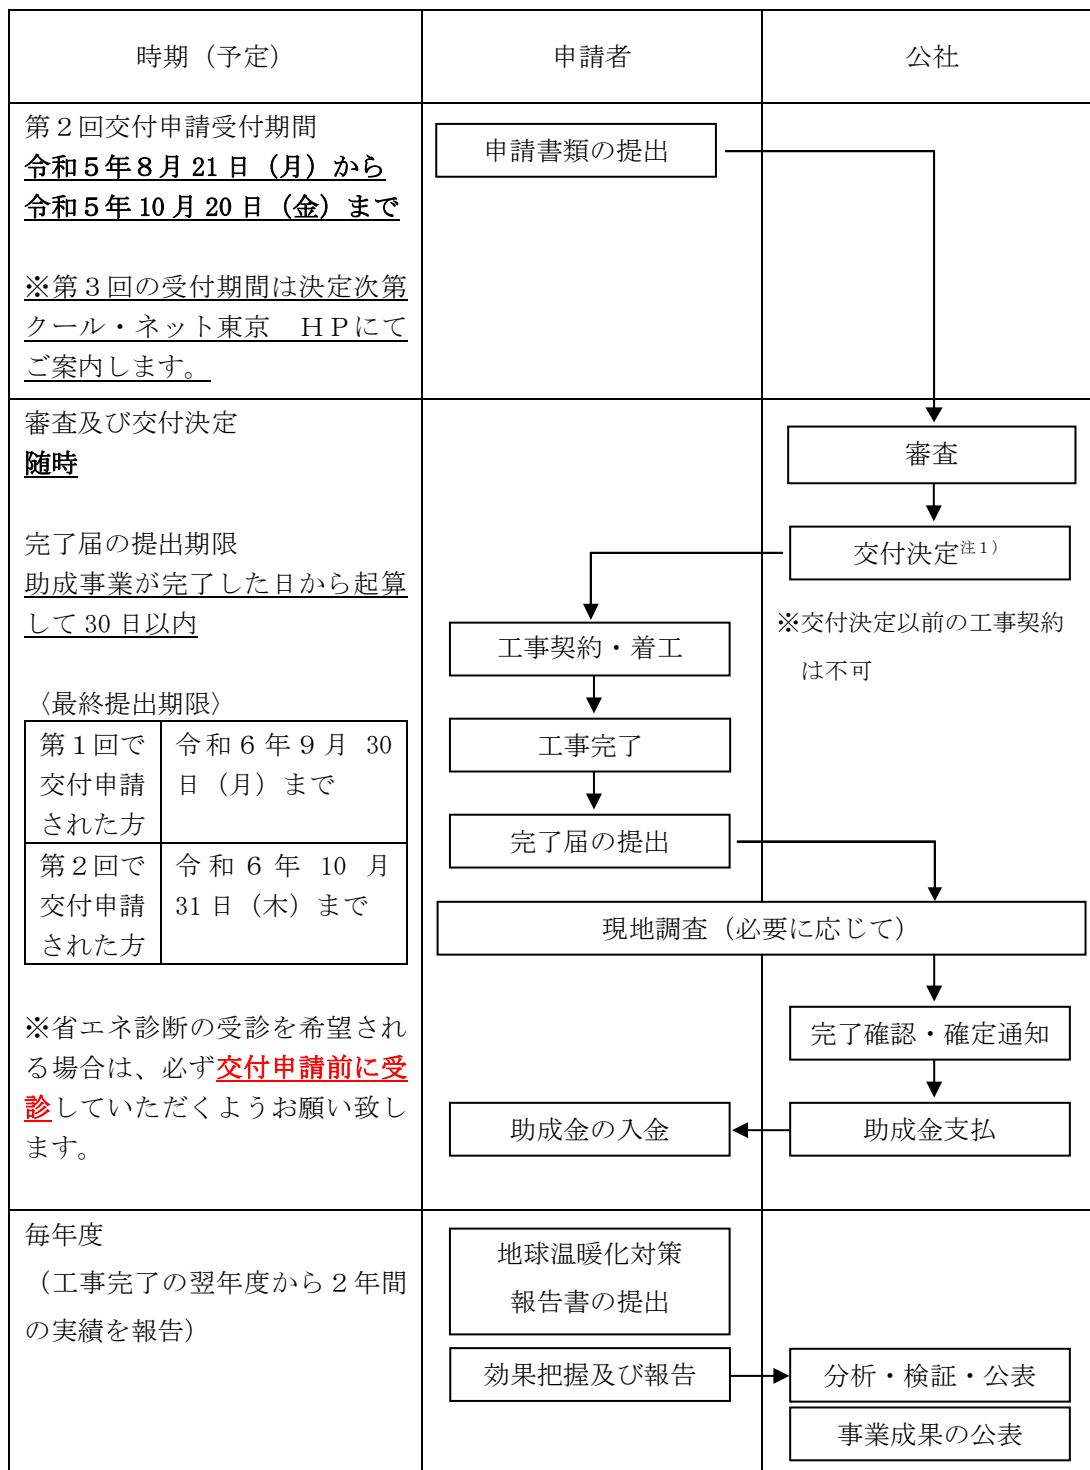 時期（予定）
申請者
公社
第２回交付申請受付期間
令和５年８月 21 日（月）から
令和５年 10 月 20 日（金）まで
※第３回の受付期間は決定次第
クール・ネット東京　ＨＰにて
ご案内します。
申請書類の提出
審査及び交付決定
随時
完了届の提出期限
助成事業が完了した日から起算
して 30 日以内
〈最終提出期限〉
第１回で
交付申請
された方
令和６年９月 30
日（月）まで
第２回で
交付申請
された方
令和６年 10 月
31 日（木）まで
※省エネ診断の受診を希望され
る場合は、必ず交付申請前に受
診していただくようお願い致し
ます。
審査
交付決定注１）
※交付決定以前の工事契約
は不可
工事契約・着工
工事完了
完了届の提出
現地調査（必要に応じて）
完了確認・確定通知
助成金の入金
助成金支払
毎年度
（工事完了の翌年度から２年間
の実績を報告）
地球温暖化対策
報告書の提出
効果把握及び報告
分析・検証・公表
事業成果の公表